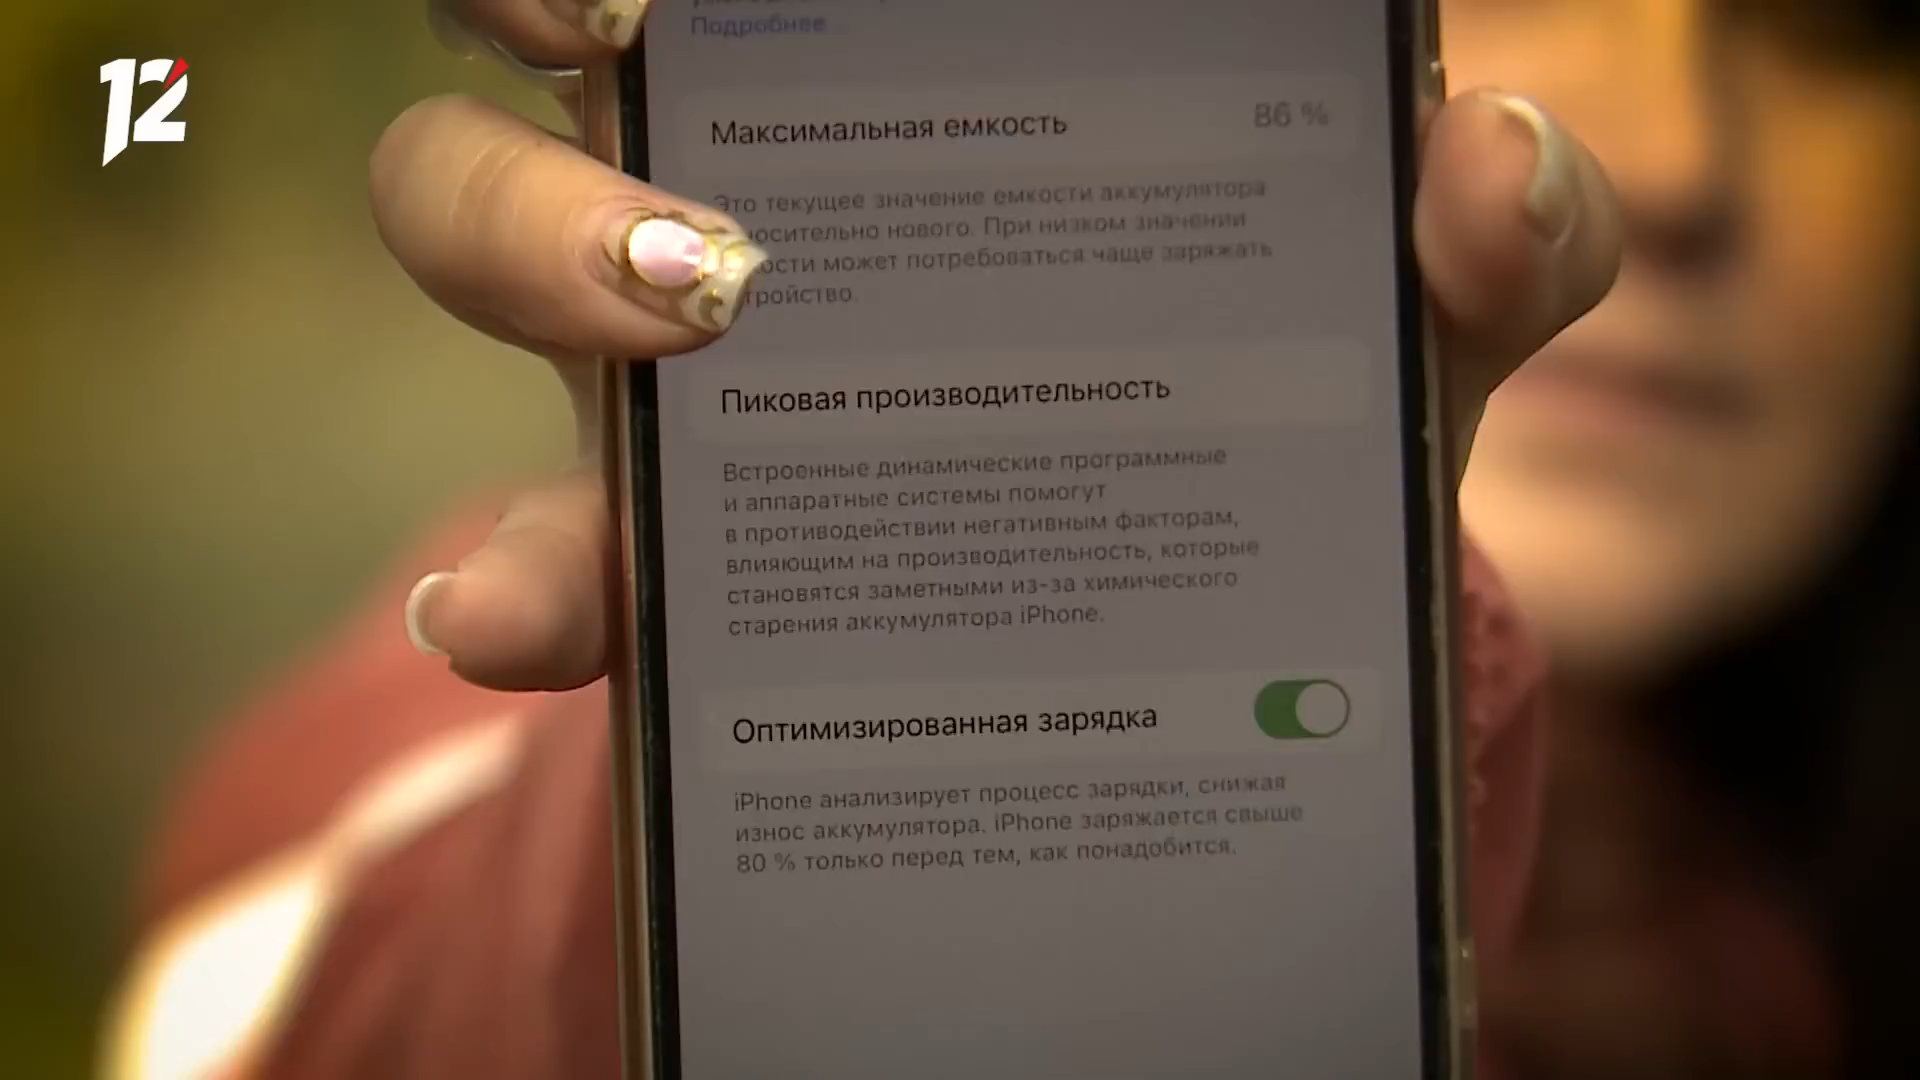 12
Подробнее...
Максимальная емкость 86 %
Это текущее значение емкости аккумулятора
нового. При низком значении
может потребоваться чаще заряжать
Пиковая производительность
Встроенные динамические программные
и аппаратные системы помогут
в противодействии негативным факторам,
влияющим на производительность, которые
становятся заметными из-за химического
старения аккумулятора iPhone.
Оптимизированная зарядка
iPhone анализирует процесс зарядки, снижая
износ аккумулятора. iPhone заряжается свыше
80 % только перед тем, как понадобится.